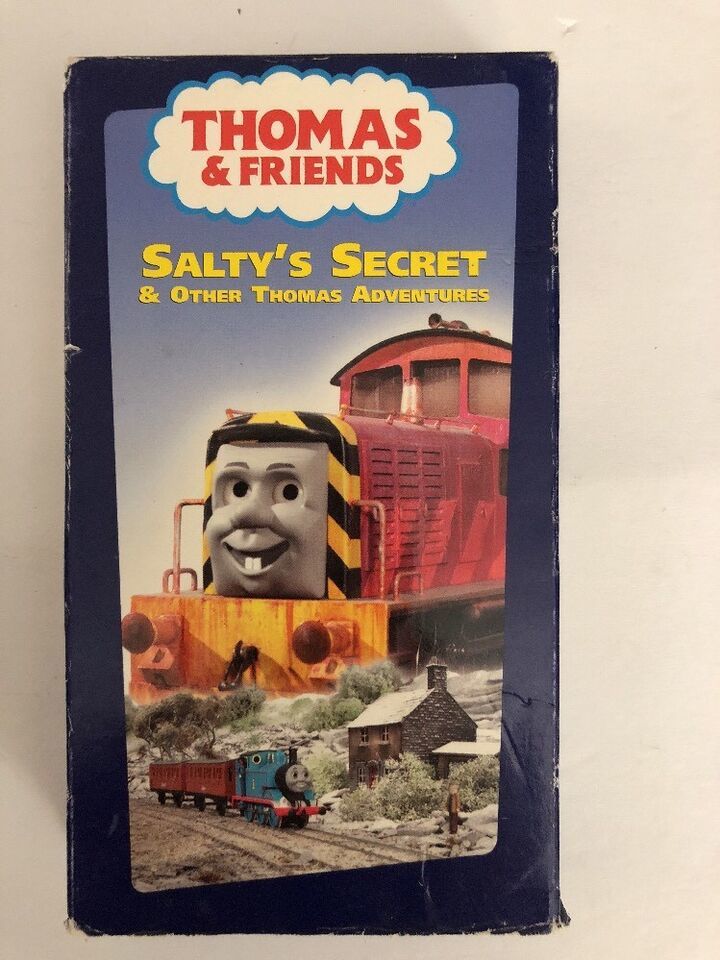 THOMAS
& FRIENDS
SALTY'S SECRET
& OTHER THOMAS ADVENTURES